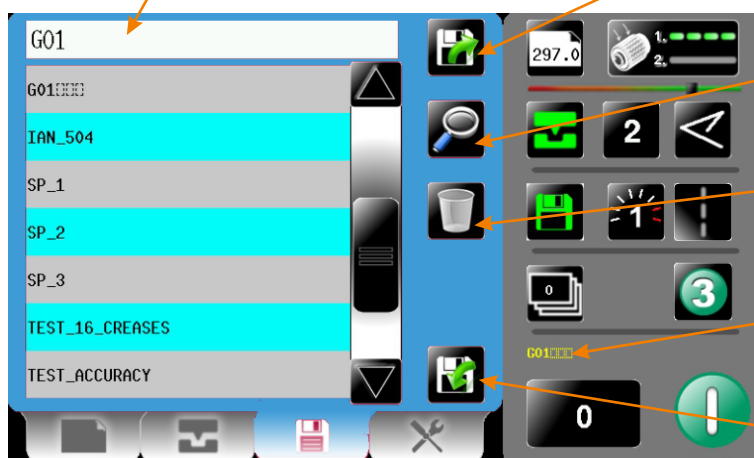 G01
G01
IAN_504
SP_1
SP_2
SP_3
TEST_16_CREASES
TEST_ACCURACY
297.0
1.
2.
2
1
0
3
G01
0